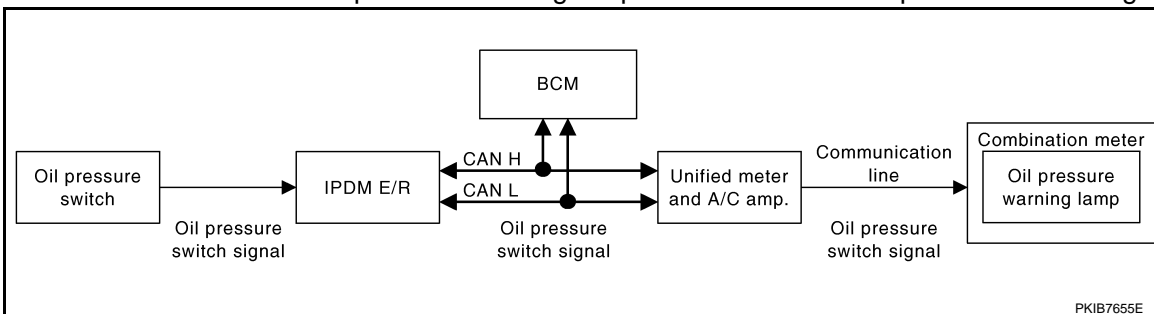 BCM
CAN H
CAN L
Oil pressure
switch
Oil pressure
switch signal
IPDM E/R
Oil pressure
switch signal
Unified meter
and A/C amp.
Communication
line
Oil pressure
switch signal
Combination meter
Oil pressure
warning lamp
PKIB7655E